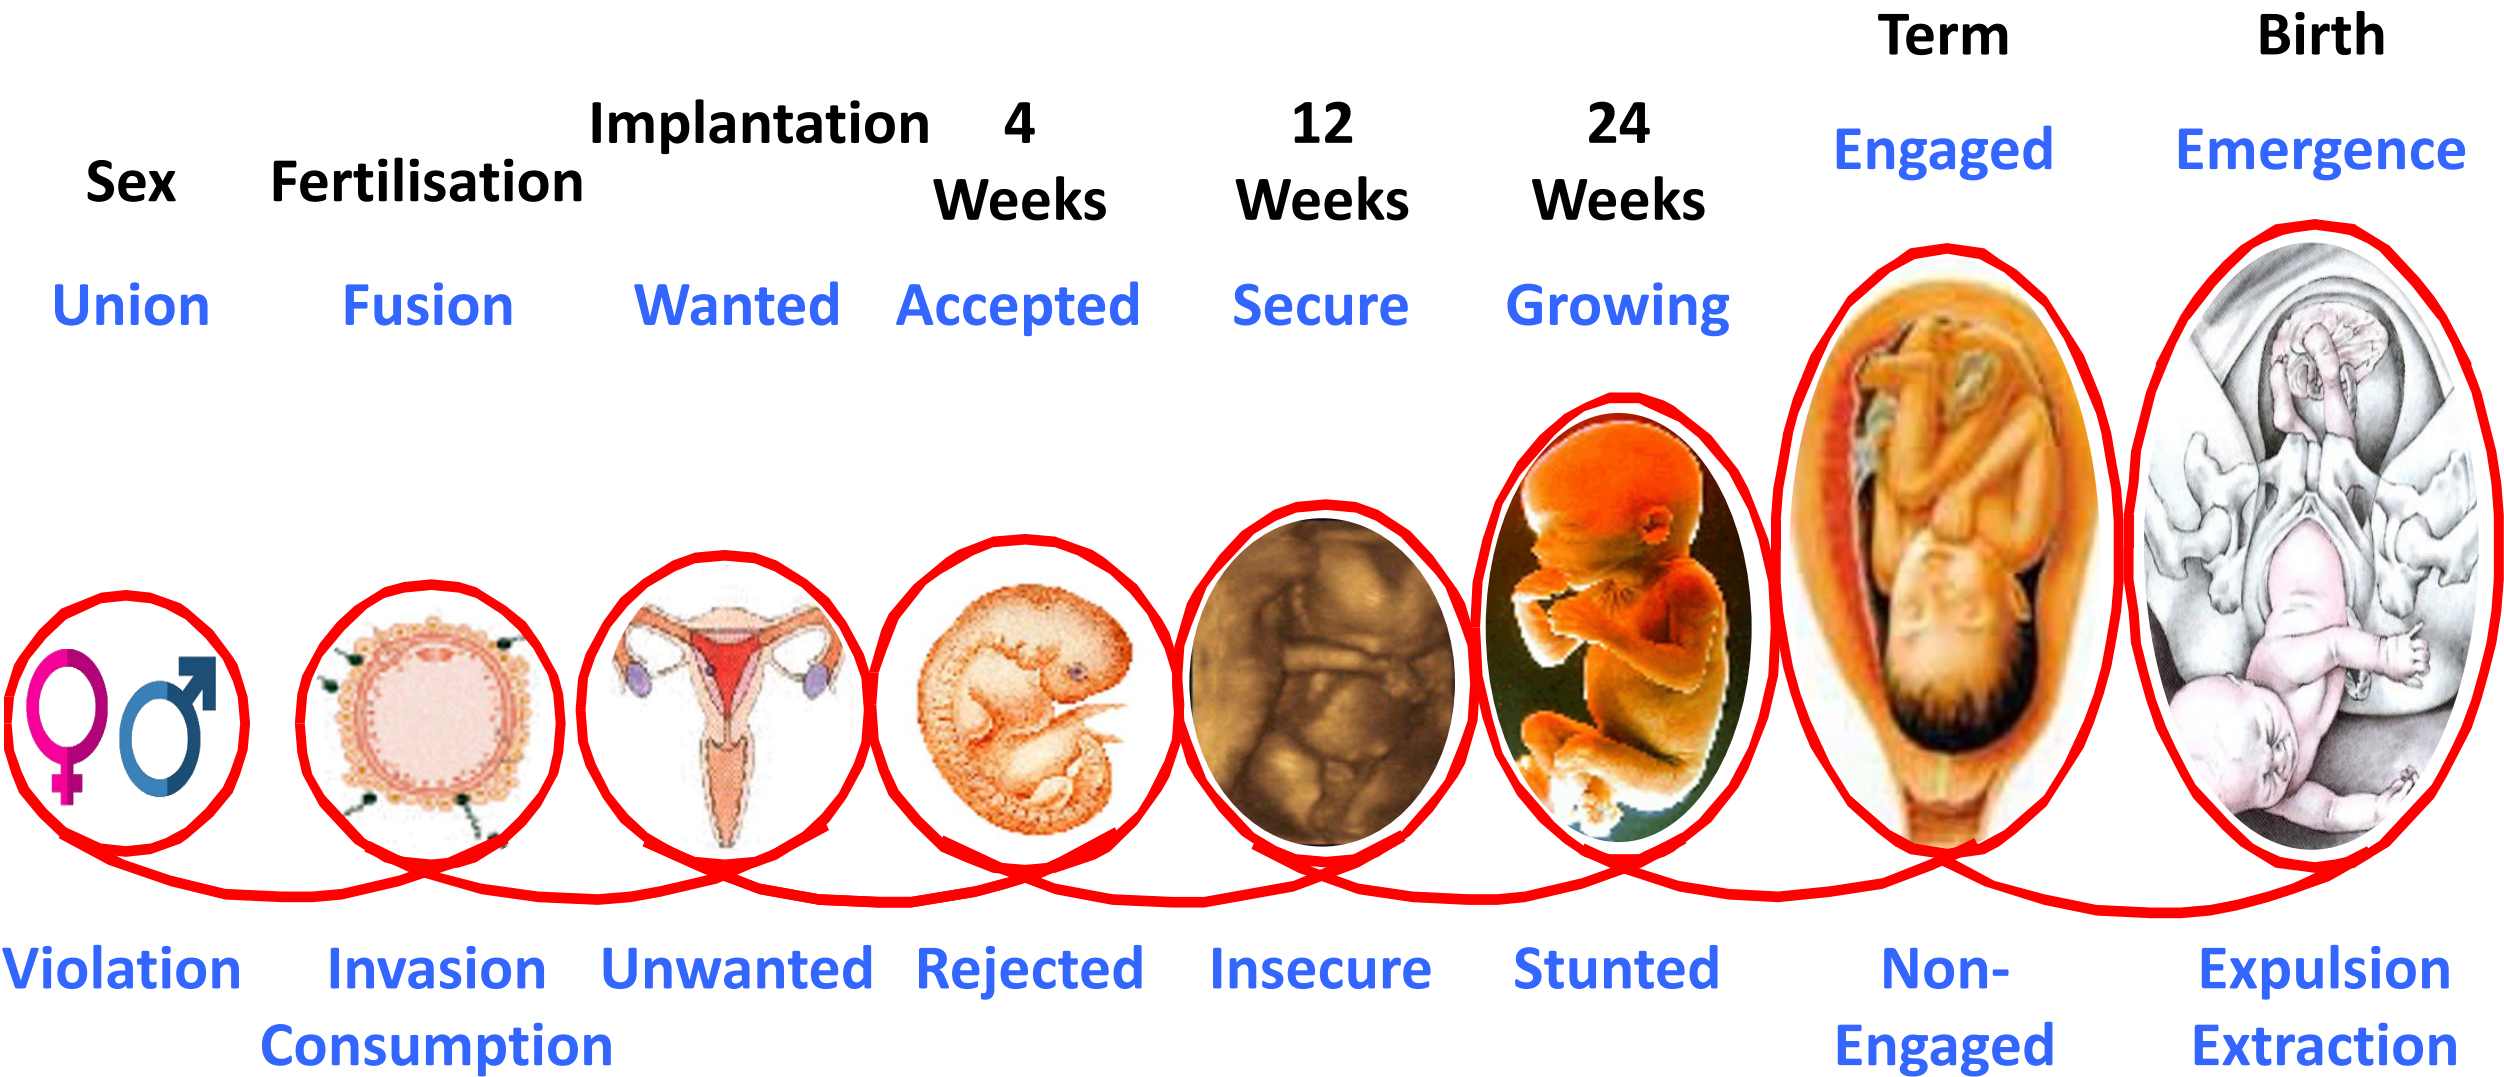 Sex
Union
Fertilisation
Fusion
Implantation
Wanted
4
Weeks
Accepted
12
Weeks
Secure
24
Weeks
Growing
Term
Engaged
Birth
Emergence
Violation
Invasion
Consumption
Unwanted
Rejected
Insecure
Stunted
Non-
Engaged
Expulsion
Extraction